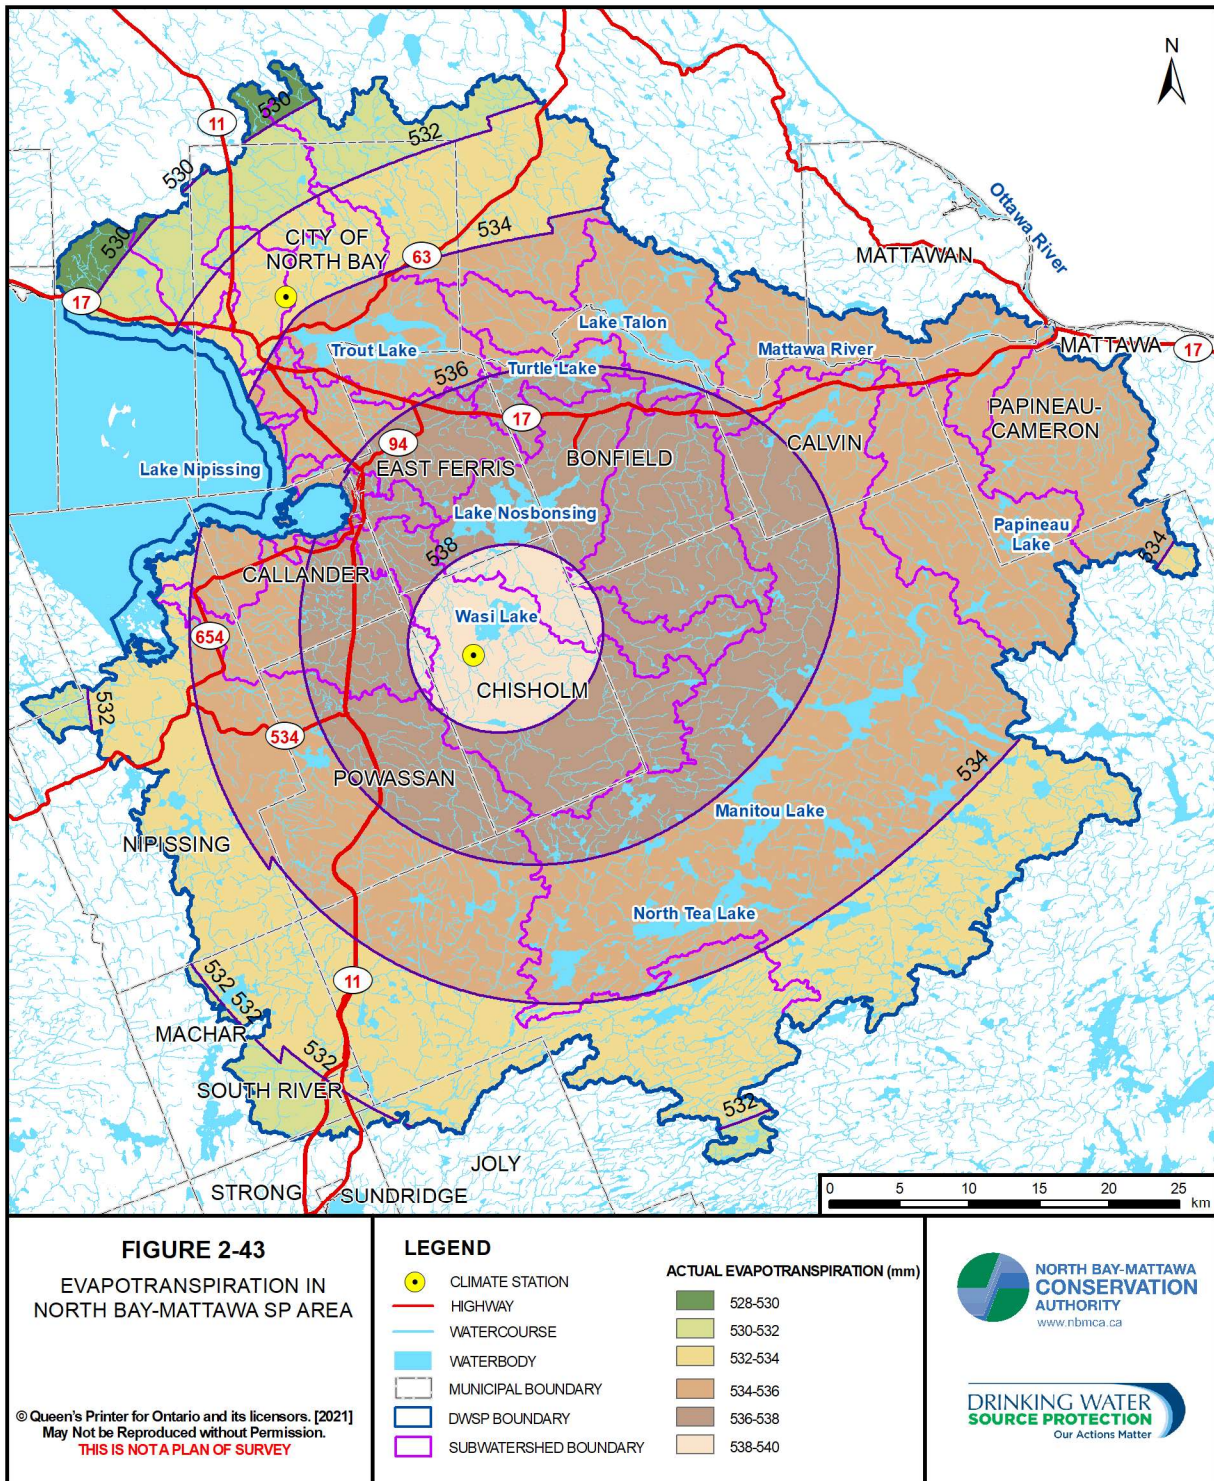 N
530
11
532
530
Ottawa River
534
CITY OF
NORTH BAY
530
63
MATTAWAN
17
Lake Talon
Trout Lake
Mattawa River
MATTAWA
17
Turtle Lake
536
PAPINEAU-
CAMERON
17
94
CALVIN
BONFIELD
EAST FERRIS
Lake Nipissing
Lake Nosbonsing
Papineau
Lake
534
538
CALLANDER
Wasi Lake
654
CHISHOLM
532
534
534
POWASSAN
Manitou Lake
NIPISSING
North Tea Lake
532
11
532
MACHAR
532
SOUTH RIVER
532
JOLY
STRONG
SUNDRIDGE
0 5 10 15 20 25
km
FIGURE 2-43
EVAPOTRANSPIRATION IN
NORTH BAY-MATTAWA SP AREA
© Queen's Printer for Ontario and its licensors. [2021]
May Not be Reproduced without Permission.
THIS IS NOT A PLAN OF SURVEY
LEGEND
CLIMATE STATION
HIGHWAY
WATERCOURSE
WATERBODY
MUNICIPAL BOUNDARY
DWSP BOUNDARY
SUBWATERSHED BOUNDARY
ACTUAL EVAPOTRANSPIRATION (mm)
528-530
530-532
532-534
534-536
536-538
538-540
NORTH BAY-MATTAWA
CONSERVATION
AUTHORITY
www.nbmca.ca
DRINKING WATER
SOURCE PROTECTION
Our Actions Matter